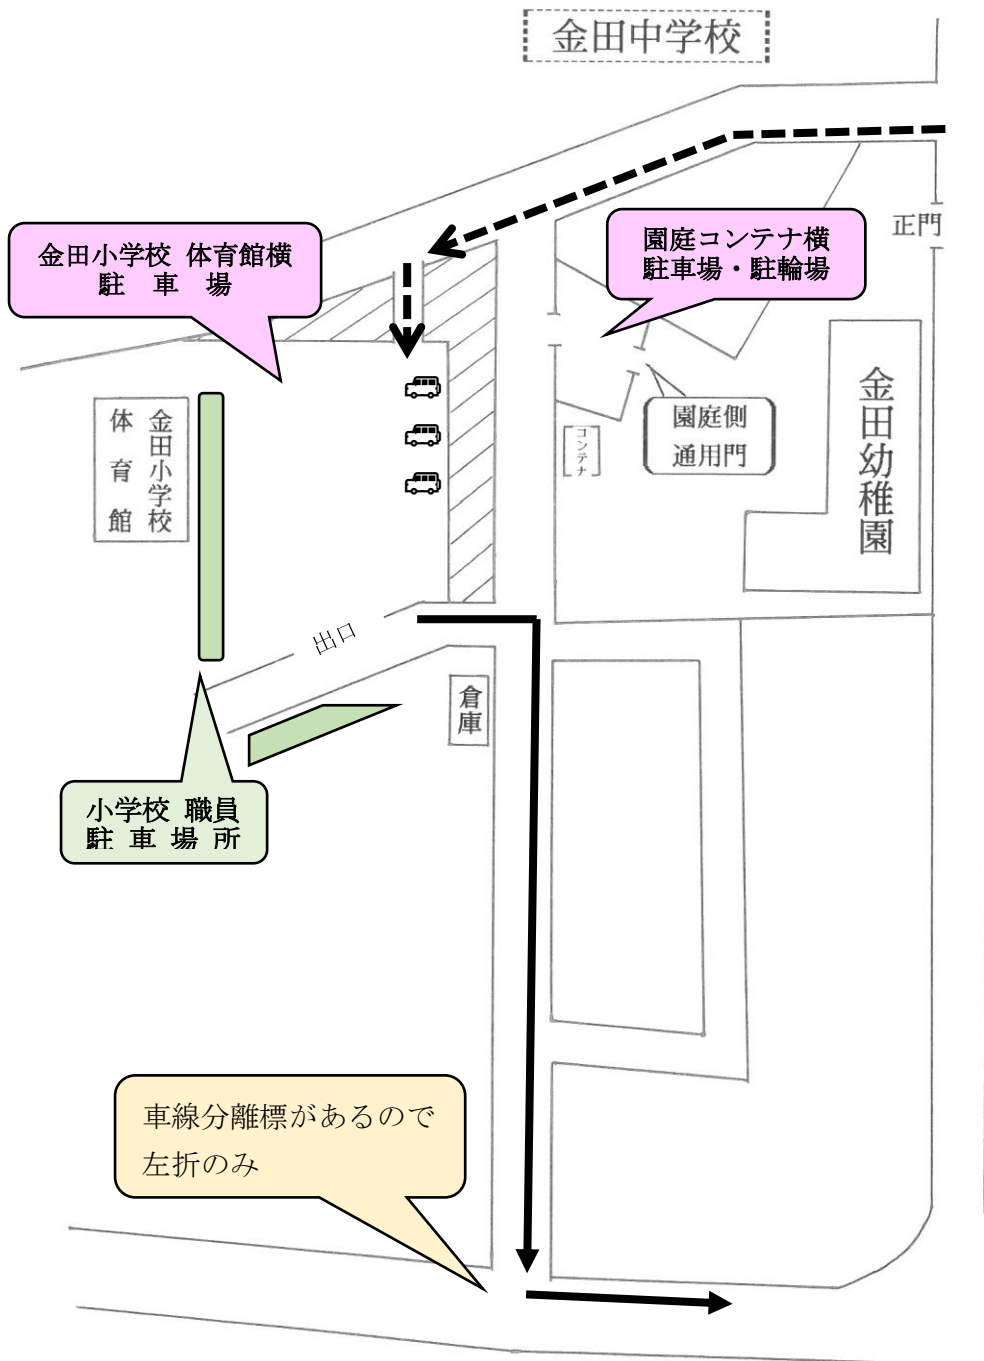 金田中学校
正門
金田小学校 体育館横
駐 車 場
園庭コンテナ横
駐車場・駐輪場
園庭側
通用門
コンテナ
金田幼稚園
金田小学校
体育館
出口
倉庫
小学校 職員
駐 車 場 所
車線分離標があるので
左折のみ